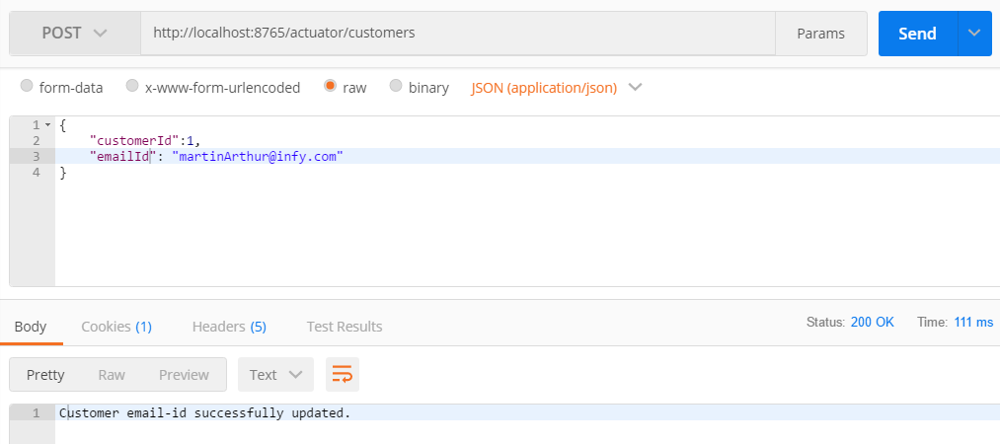 POST http://localhost:8765/actuator/customers Params Send
form-data x-www-form-urlencoded raw binary JSON (application/json)
1 {
2 "customerId":1,
3 "emailId": "martinArthur@infy.com"
4 }
Body Cookies (1) Headers (5) Test Results Status: 200 OK Time: 111 ms
Pretty Raw Preview Text
1 Customer email-id successfully updated.